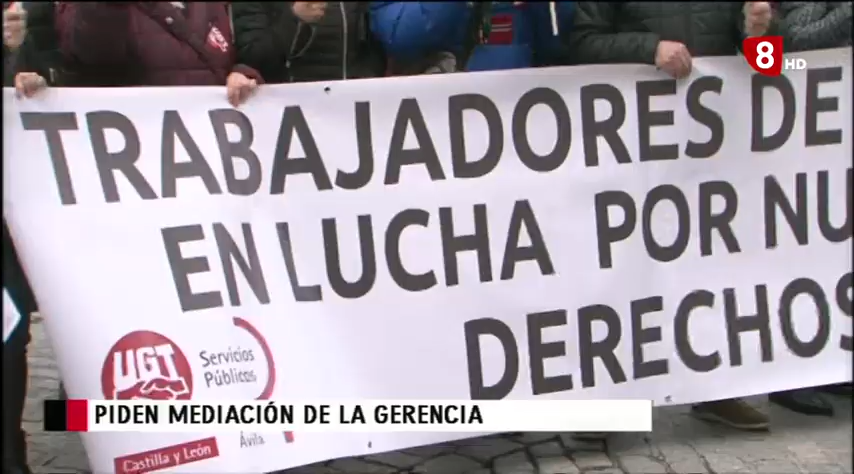 8 HD
TRABAJADORES DE
EN LUCHA POR NU
DERECHOS
UGT
Servicios
Públicos
PIDEN MEDIACIÓN DE LA GERENCIA
Ávila
Castilla y León